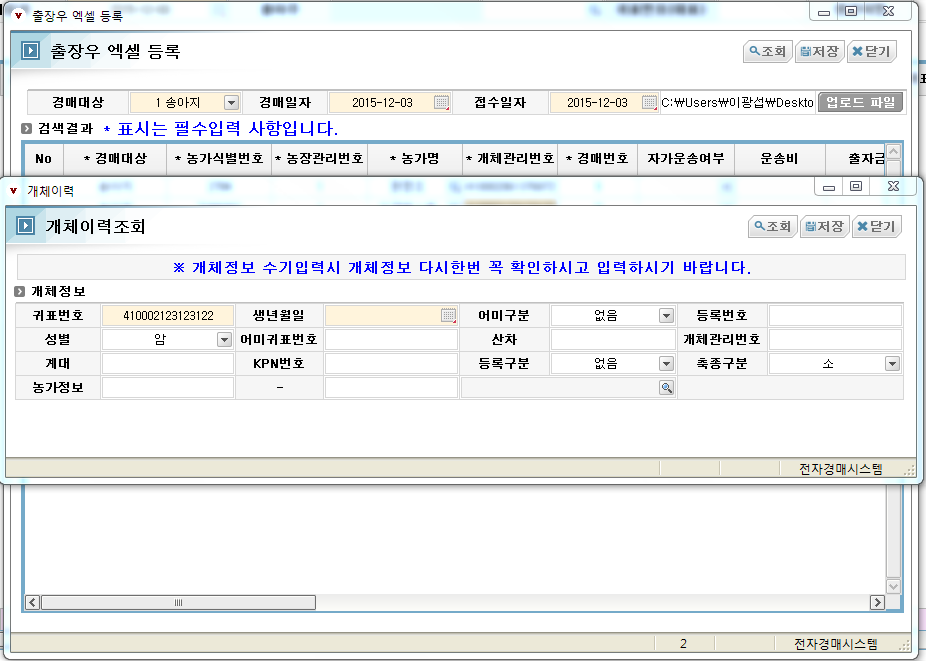 출장우 엑셀 등록
출장우 엑셀 등록
조회 저장 닫기
경매대상 1 송아지 경매일자 2015-12-03 접수일자 2015-12-03 C:₩Users₩이광섭₩Deskto 업로드 파일
검색결과 * 표시는 필수입력 사항입니다.
No * 경매대상 * 농가식별번호 * 농장관리번호 * 농가명 * 개체관리번호 * 경매번호 자가운송여부 운송비 출자금
개체이력
개체이력조회
조회 저장 닫기
※ 개체정보 수기입력시 개체정보 다시한번 꼭 확인하시고 입력하시기 바랍니다.
개체정보
귀표번호 410002123123122 생년월일 어미구분 없음 등록번호
성별 암 어미귀표번호 산차 개체관리번호
계대 KPN번호 등록구분 없음 축종구분 소
농가정보 -
전자경매시스템
2 전자경매시스템